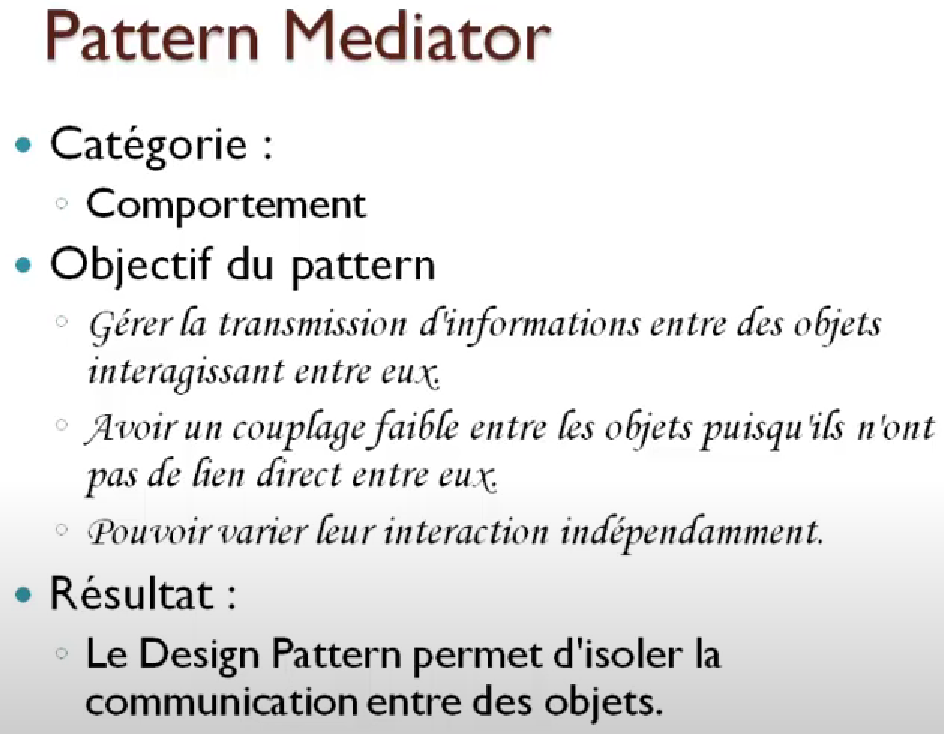 Pattern Mediator
Catégorie :
Comportement
Objectif du pattern
Gérer la transmission d'informations entre des objets
interagissant entre eux.
Avoir un couplage faible entre les objets puisqu'ils n'ont
pas de lien direct entre eux.
Pouvoir varier leur interaction indépendamment.
Résultat :
Le Design Pattern permet d'isoler la
communication entre des objets.